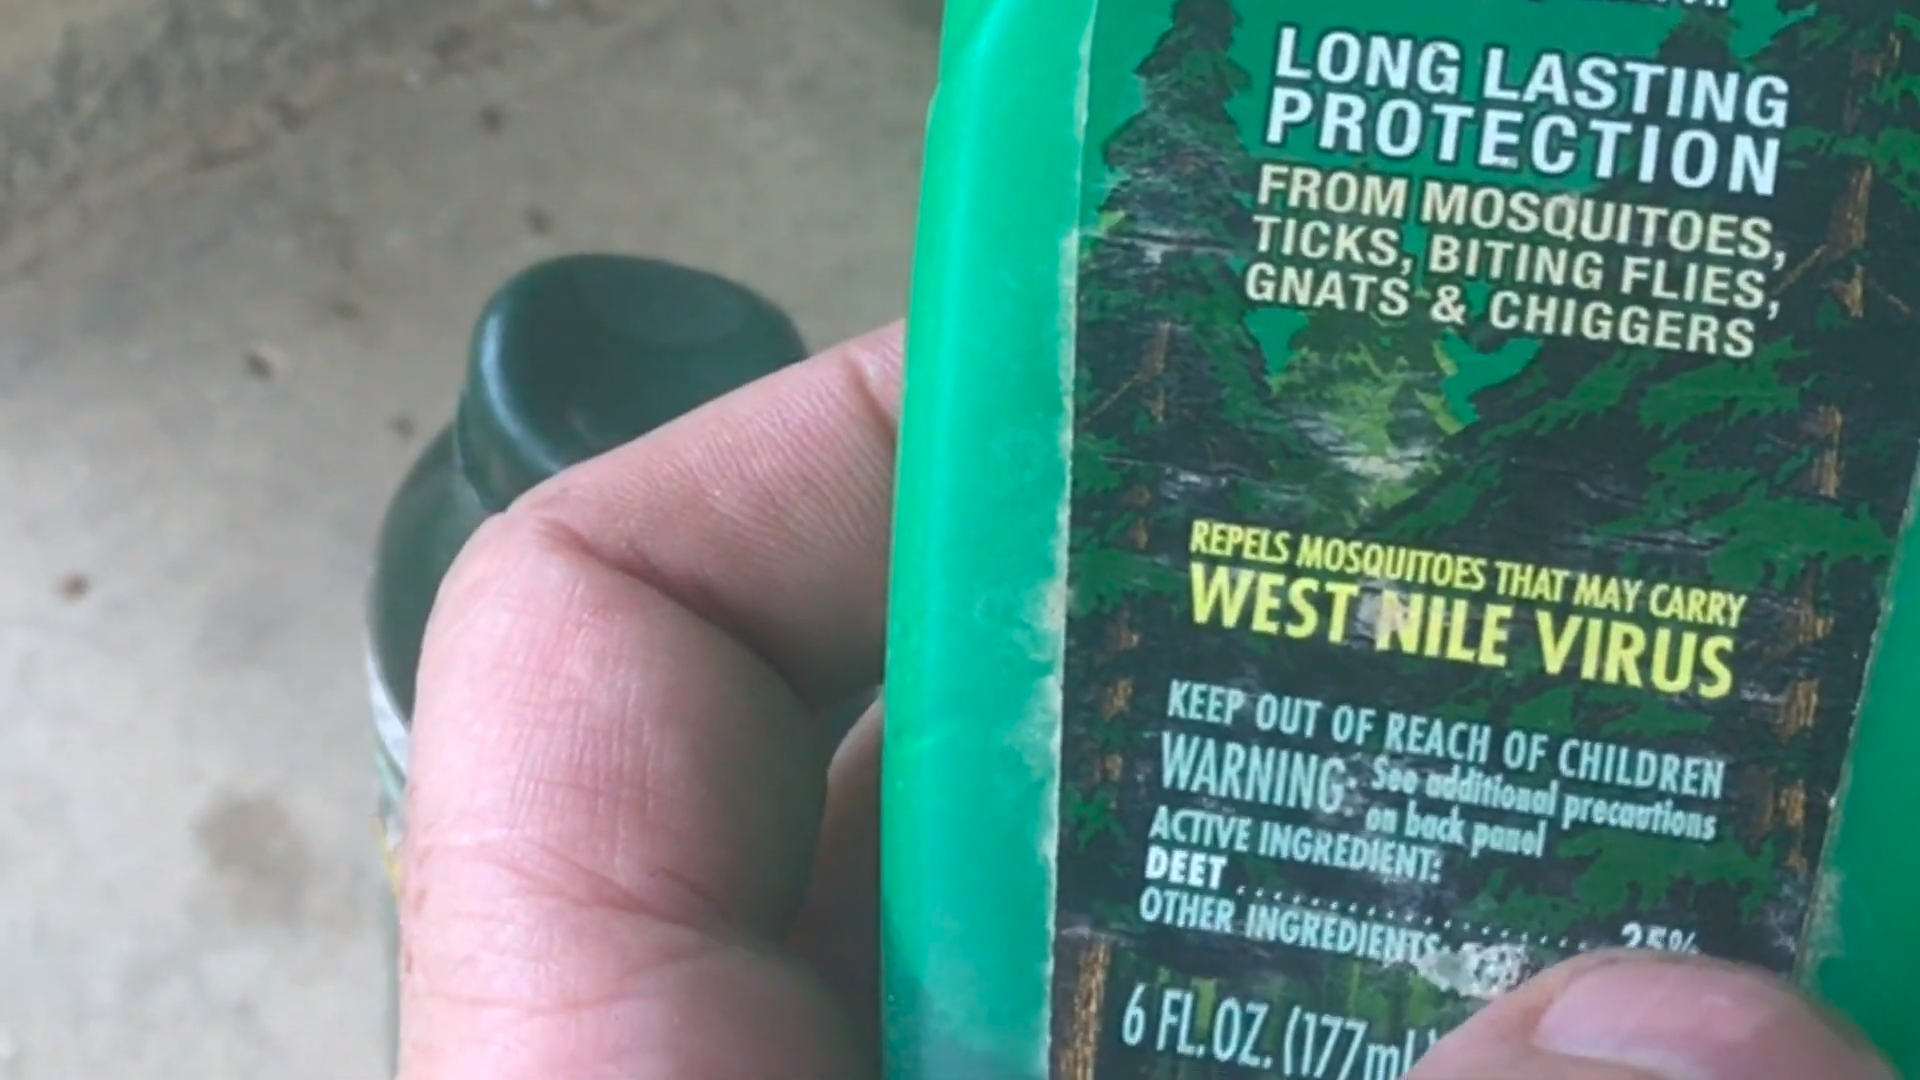 LONG LASTING
PROTECTION
FROM MOSQUITOES,
TICKS, BITING FLIES,
GNATS & CHIGGERS
REPELS MOSQUITOES THAT MAY CARRY
WEST NILE VIRUS
KEEP OUT OF REACH OF CHILDREN
WARNING: See additional precautions
on back panel
ACTIVE INGREDIENT:
DEET .............................. 25%
OTHER INGREDIENTS
6 FL. OZ. (177ml)